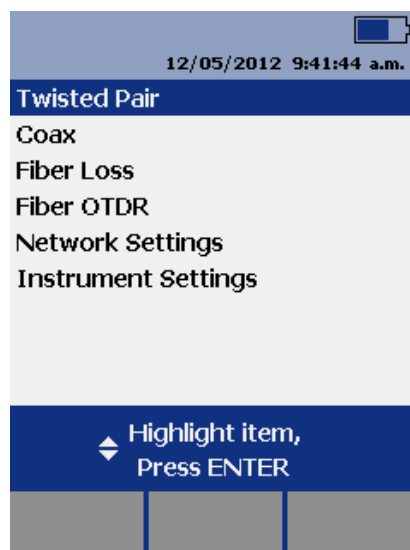 12/05/2012 9:41:44 a.m.
Twisted Pair
Coax
Fiber Loss
Fiber OTDR
Network Settings
Instrument Settings
Highlight item,
Press ENTER